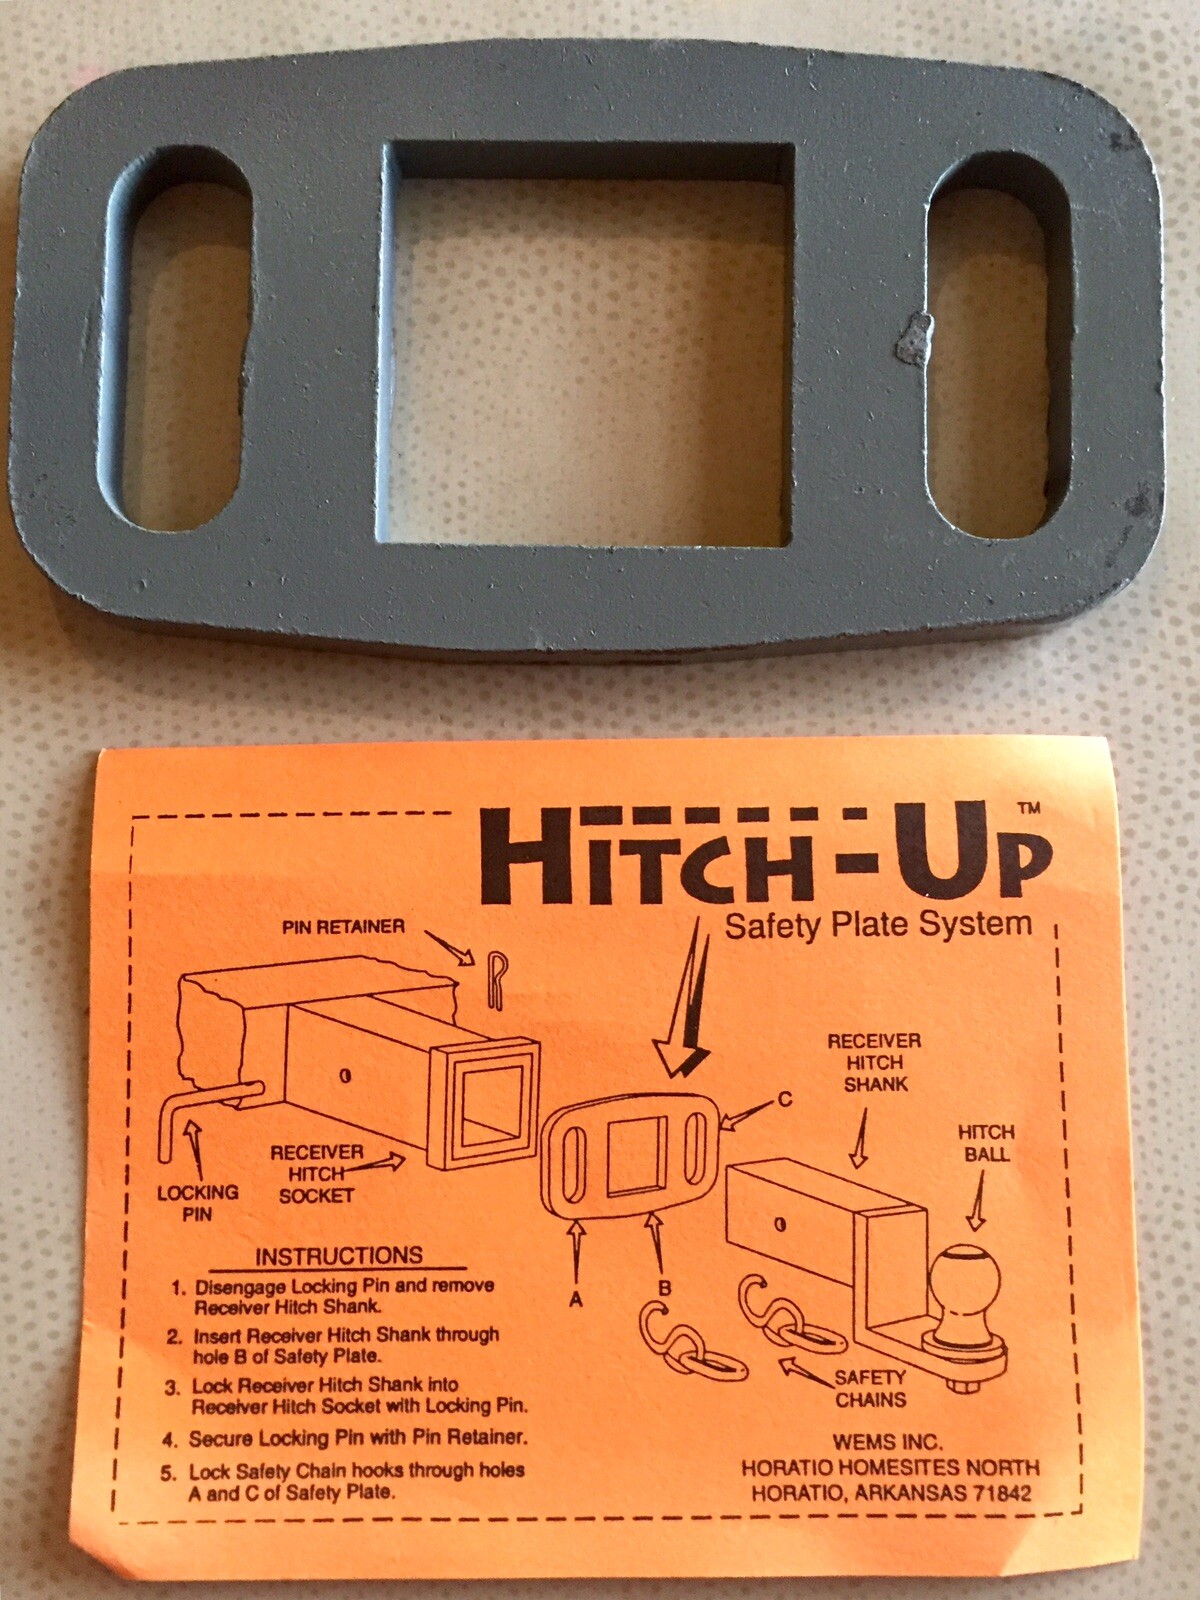 HITCH-UP™
Safety Plate System
PIN RETAINER
RECEIVER
HITCH
SHANK
C
HITCH
BALL
RECEIVER
HITCH
SOCKET
LOCKING
PIN
A
B
SAFETY
CHAINS
INSTRUCTIONS
1. Disengage Locking Pin and remove
Receiver Hitch Shank.
2. Insert Receiver Hitch Shank through
hole B of Safety Plate.
3. Lock Receiver Hitch Shank into
Receiver Hitch Socket with Locking Pin.
4. Secure Locking Pin with Pin Retainer.
5. Lock Safety Chain hooks through holes
A and C of Safety Plate.
WEMS INC.
HORATIO HOMESITES NORTH
HORATIO, ARKANSAS 71842